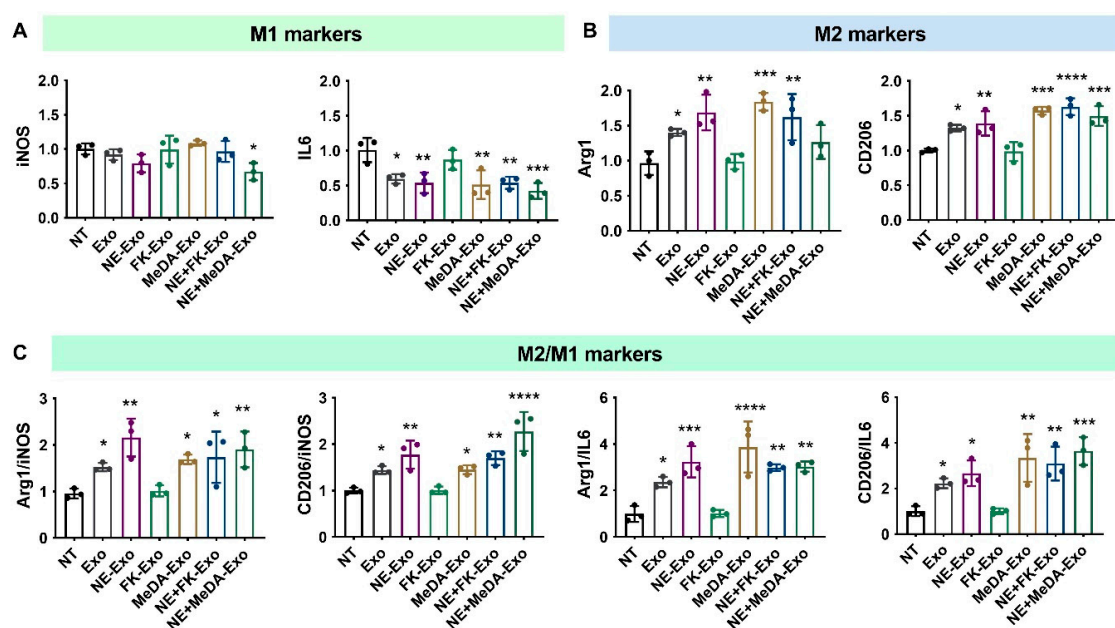 A
M1 markers
B
M2 markers
iNOS
2.0
1.5
1.0
0.5
0.0
NT
Exo
NE-Exo
FK-Exo
MeDA-Exo
NE+FK-Exo
NE+MeDA-Exo
*
IL6
2.0
1.5
1.0
0.5
0.0
NT
Exo
NE-Exo
FK-Exo
MeDA-Exo
NE+FK-Exo
NE+MeDA-Exo
* ** ** ** ***
Arg1
2.0
1.5
1.0
0.5
0.0
NT
Exo
NE-Exo
FK-Exo
MeDA-Exo
NE+FK-Exo
NE+MeDA-Exo
* ** *** **
CD206
2.0
1.5
1.0
0.5
0.0
NT
Exo
NE-Exo
FK-Exo
MeDA-Exo
NE+FK-Exo
NE+MeDA-Exo
* ** *** **** ***
C
M2/M1 markers
Arg1/iNOS
3
2
1
0
NT
Exo
NE-Exo
FK-Exo
MeDA-Exo
NE+FK-Exo
NE+MeDA-Exo
* ** * * **
CD206/iNOS
3
2
1
0
NT
Exo
NE-Exo
FK-Exo
MeDA-Exo
NE+FK-Exo
NE+MeDA-Exo
* ** * ** ****
Arg1/IL6
6
4
2
0
NT
Exo
NE-Exo
FK-Exo
MeDA-Exo
NE+FK-Exo
NE+MeDA-Exo
* *** **** ** **
CD206/IL6
6
4
2
0
NT
Exo
NE-Exo
FK-Exo
MeDA-Exo
NE+FK-Exo
NE+MeDA-Exo
* * ** ** ***